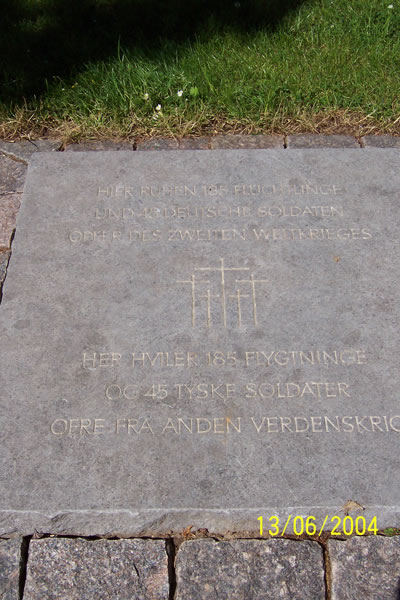 HIER RUHEN 185 FLÜCHTLINGE
UND 45 DEUTSCHE SOLDATEN
OPFER DES ZWEITEN WELTKRIEGES
HER HVILER 185 FLYGTNINGE
OG 45 TYSKE SOLDATER
OFRE FRA ANDEN VERDENSKRIG
13/06/2004